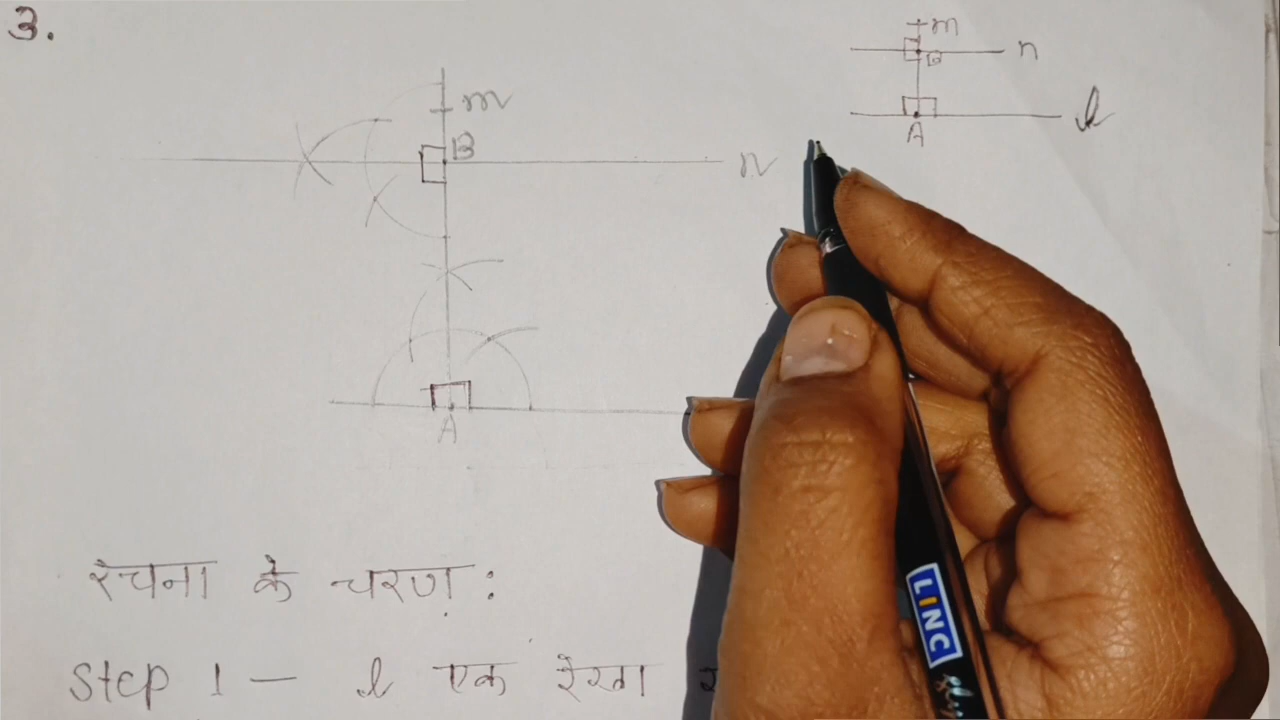 3.
m
n
B
A
l
m
B
n
A
रचना के चरण :
Step 1 — l एक रेखा
LINC